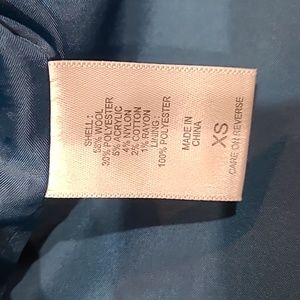 SHELL:
58% WOOL
30% POLYESTER
5% ACRYLIC
4% NYLON
2% COTTON
1% RAYON
LINING:
100% POLYESTER
MADE IN
CHINA
XS
CARE ON REVERSE